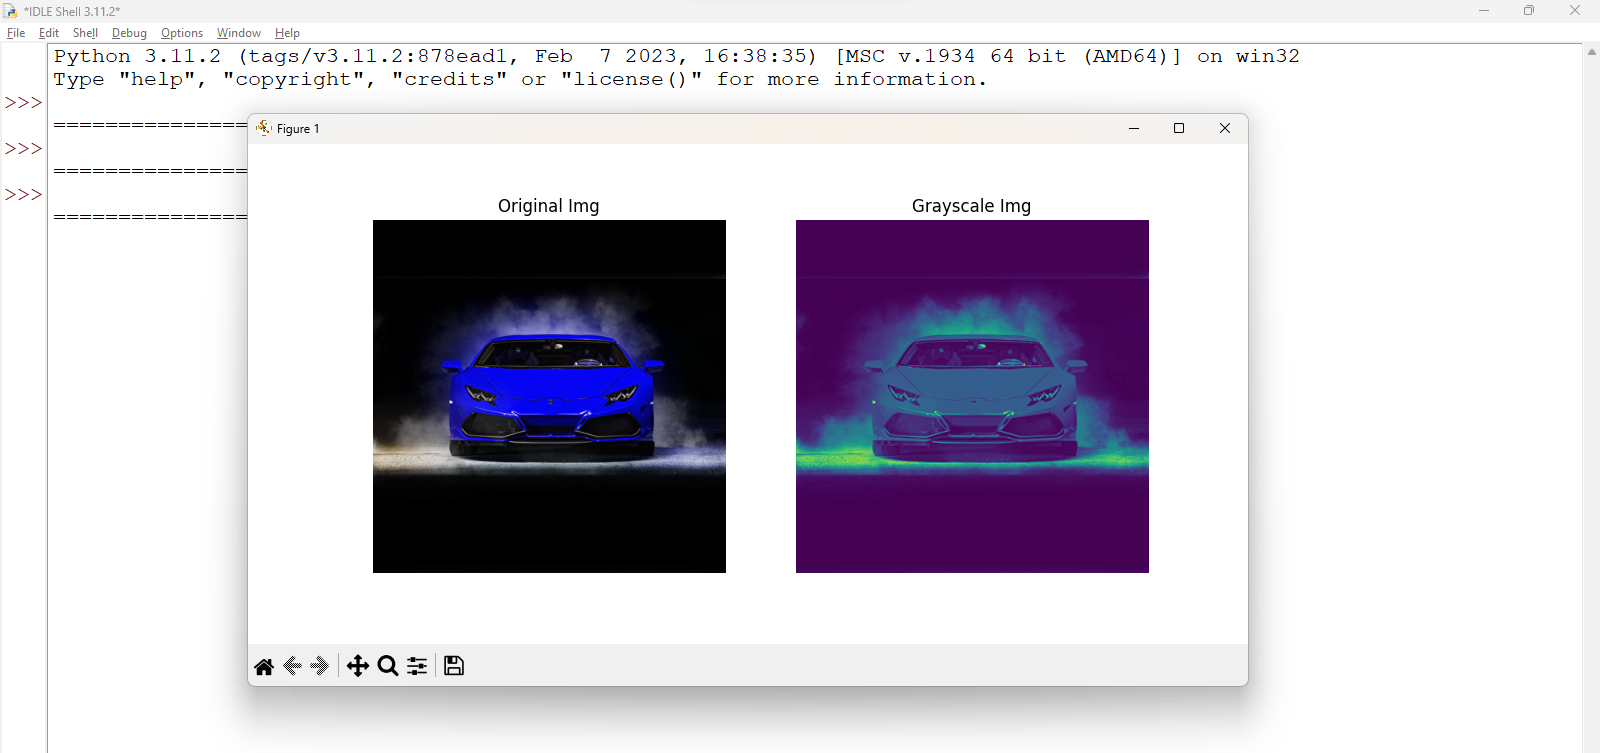 *IDLE Shell 3.11.2*
File Edit Shell Debug Options Window Help
Python 3.11.2 (tags/v3.11.2:878ead1, Feb  7 2023, 16:38:35) [MSC v.1934 64 bit (AMD64)] on win32
Type "help", "copyright", "credits" or "license()" for more information.
>>>
===============
>>>
===============
>>>
===============
Figure 1
Original Img
Grayscale Img